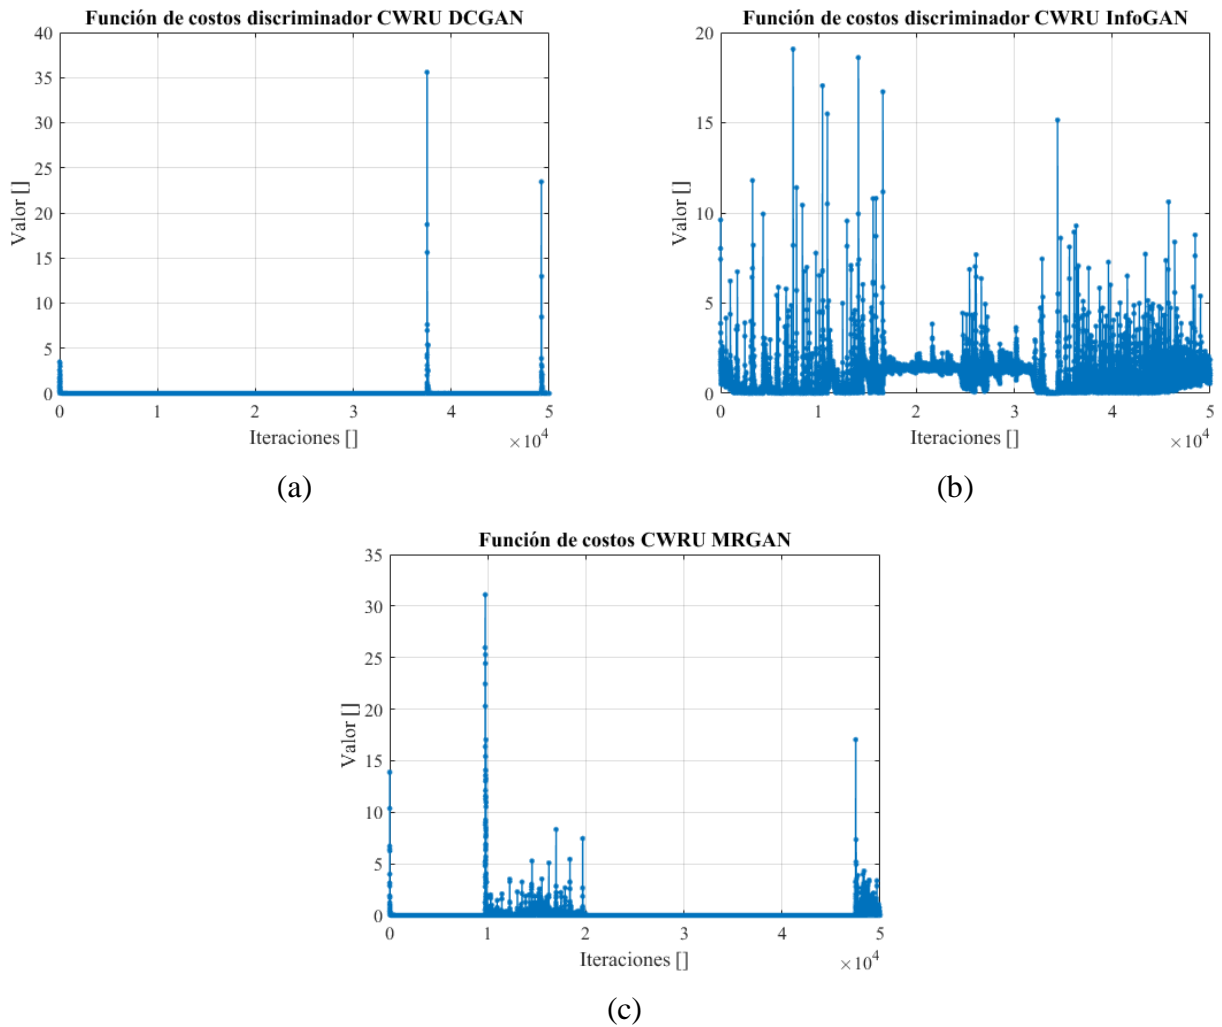 Función de costos discriminador CWRU DCGAN
40
35
30
25
20
15
10
5
0
Valor []
0 1 2 3 4 5
Iteraciones []
×10^4
(a)
Función de costos discriminador CWRU InfoGAN
20
15
10
5
0
Valor []
0 1 2 3 4 5
Iteraciones []
×10^4
(b)
Función de costos CWRU MRGAN
35
30
25
20
15
10
5
0
Valor []
0 1 2 3 4 5
Iteraciones []
×10^4
(c)